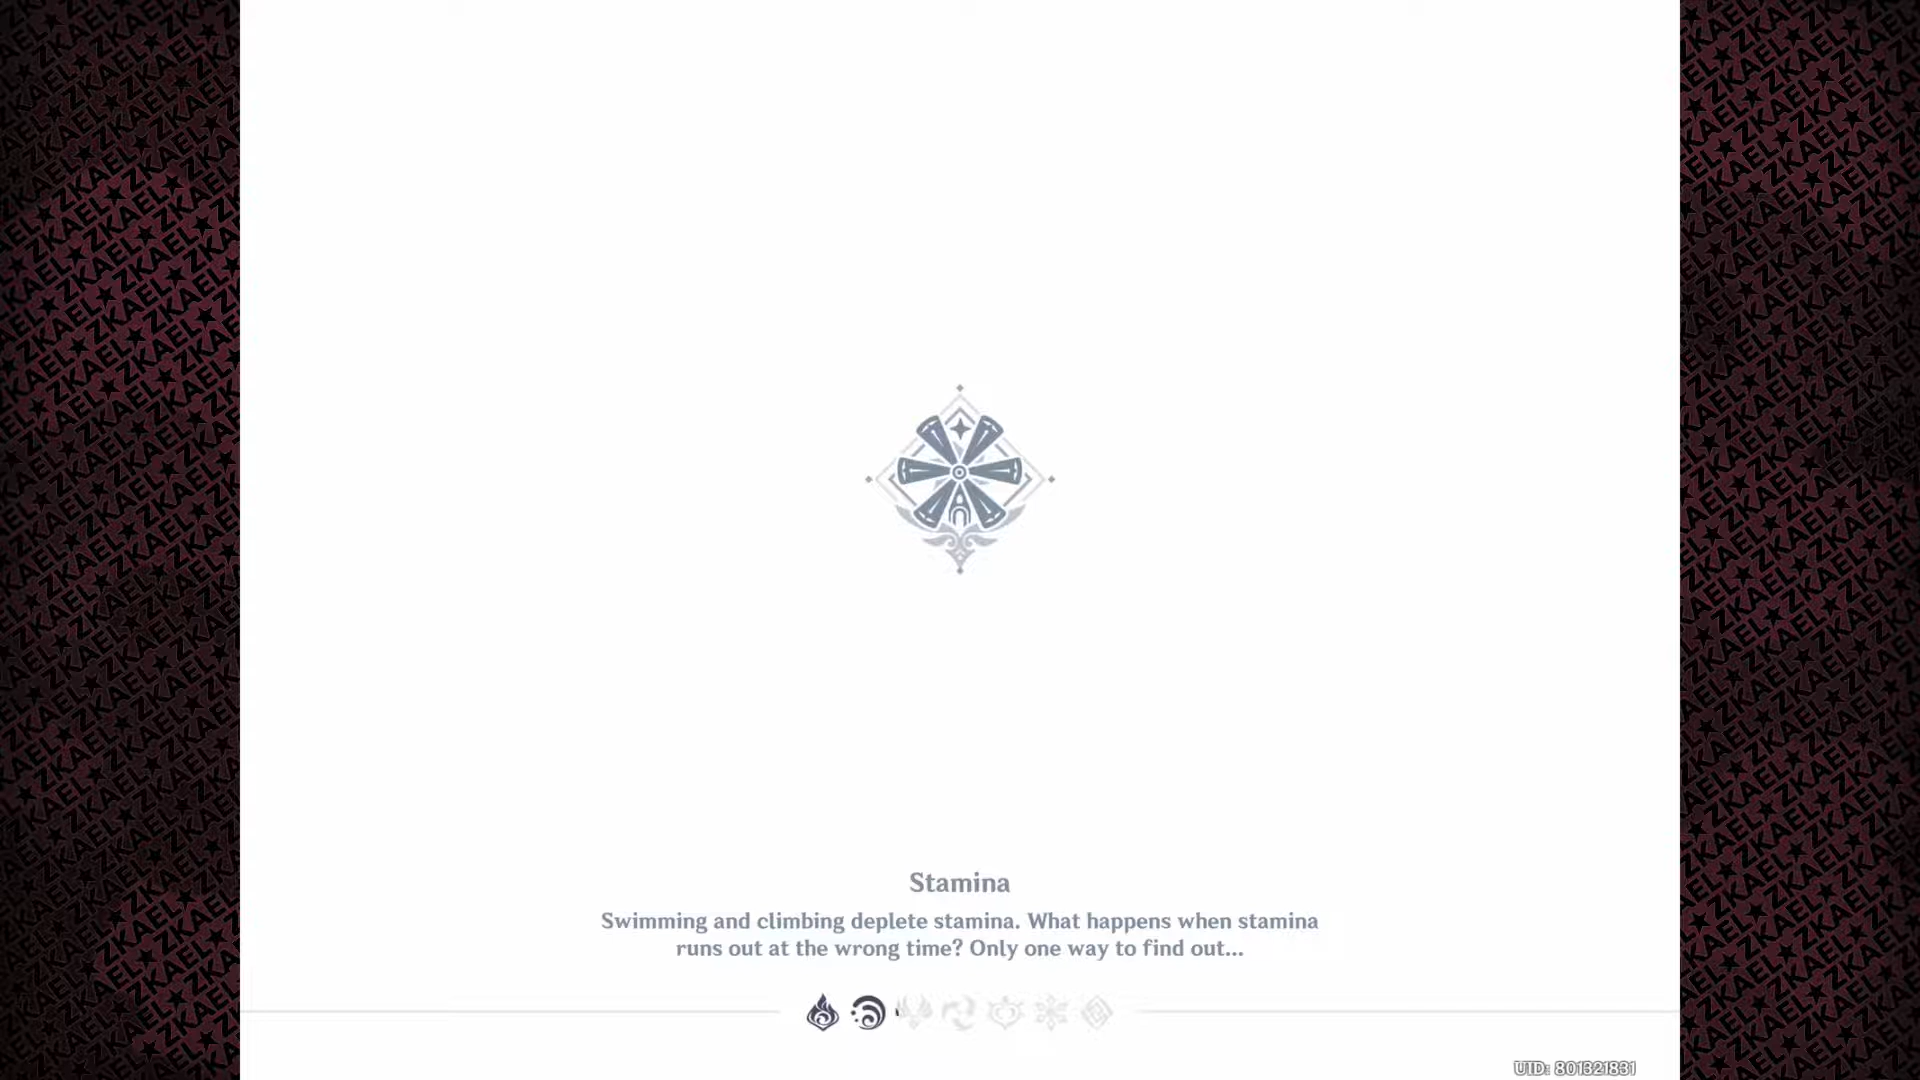 Stamina
Swimming and climbing deplete stamina. What happens when stamina
runs out at the wrong time? Only one way to find out...
UID: 801321831
ZKAEL